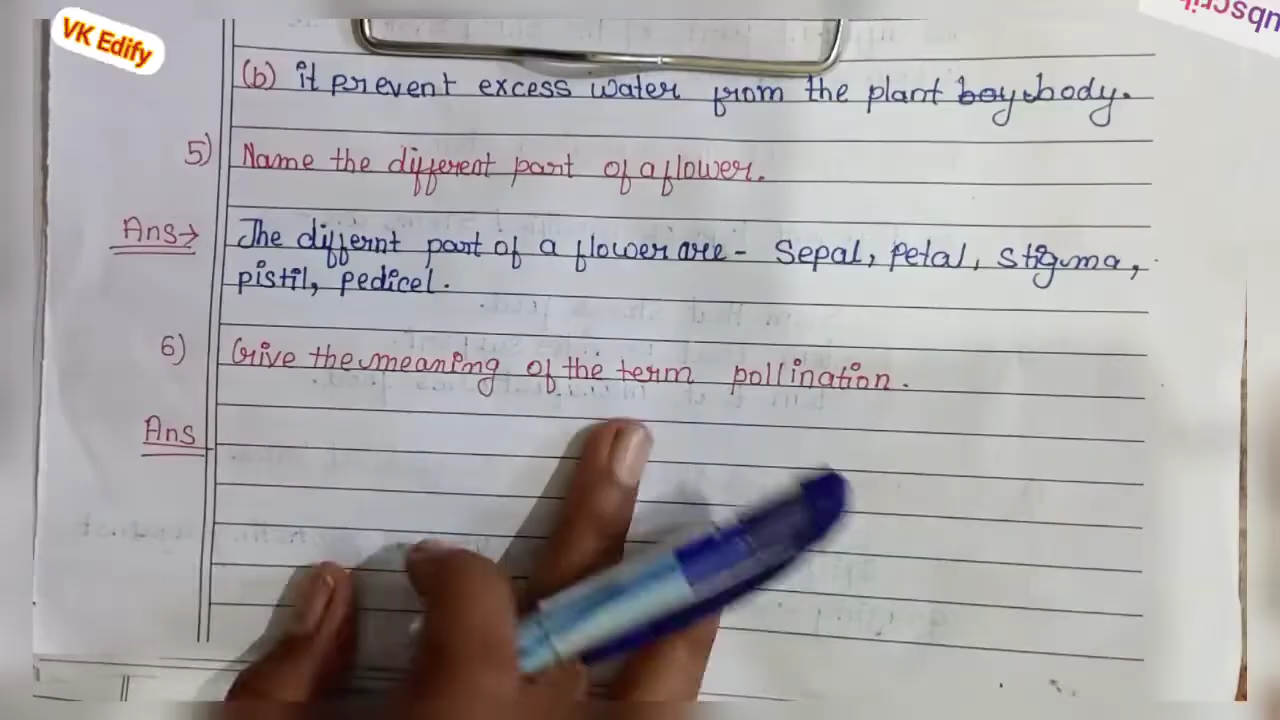 VK Edify
(b) it prevent excess water from the plant boy body.
5) Name the different part of a flower.
Ans→ The differnt part of a flower are - Sepal, petal, stigma,
pistil, pedicel.
6) Give the meaning of the term pollination.
Ans